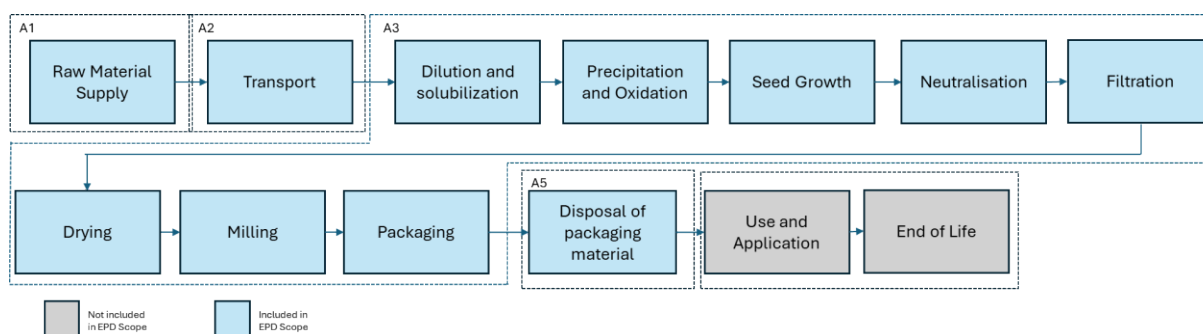 A1
A2
A3
Raw Material
Supply
Transport
Dilution and
solubilization
Precipitation
and Oxidation
Seed Growth
Neutralisation
Filtration
Drying
Milling
Packaging
A5
Disposal of
packaging
material
Use and
Application
End of Life
Not included
in EPD Scope
Included in
EPD Scope